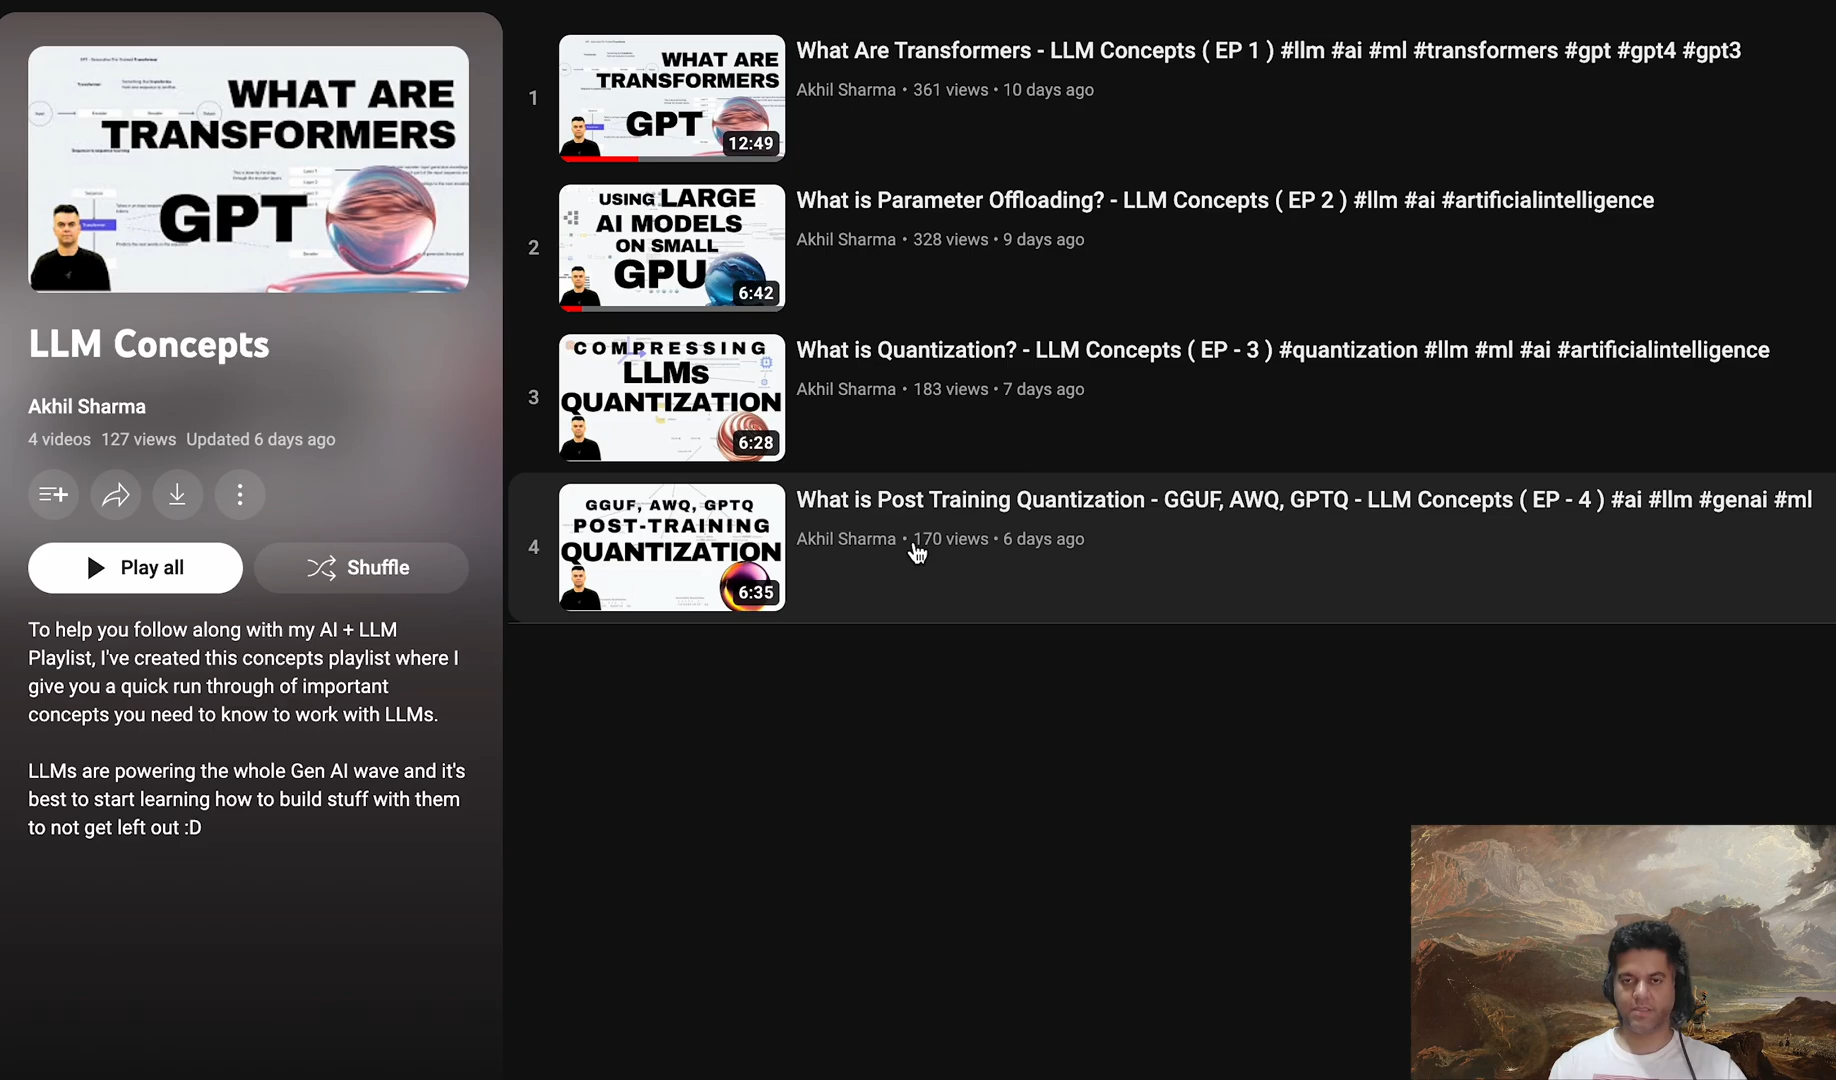 WHAT ARE
TRANSFORMERS
GPT
LLM Concepts
Akhil Sharma
4 videos 127 views Updated 6 days ago
Play all
Shuffle
To help you follow along with my AI + LLM
Playlist, I've created this concepts playlist where I
give you a quick run through of important
concepts you need to know to work with LLMs.
LLMs are powering the whole Gen AI wave and it's
best to start learning how to build stuff with them
to not get left out :D
1
WHAT ARE
TRANSFORMERS
GPT
12:49
What Are Transformers - LLM Concepts ( EP 1 ) #llm #ai #ml #transformers #gpt #gpt4 #gpt3
Akhil Sharma • 361 views • 10 days ago
2
USING LARGE
AI MODELS
ON SMALL
GPU
6:42
What is Parameter Offloading? - LLM Concepts ( EP 2 ) #llm #ai #artificialintelligence
Akhil Sharma • 328 views • 9 days ago
3
COMPRESSING
LLMs
QUANTIZATION
6:28
What is Quantization? - LLM Concepts ( EP - 3 ) #quantization #llm #ml #ai #artificialintelligence
Akhil Sharma • 183 views • 7 days ago
4
GGUF, AWQ, GPTQ
POST-TRAINING
QUANTIZATION
6:35
What is Post Training Quantization - GGUF, AWQ, GPTQ - LLM Concepts ( EP - 4 ) #ai #llm #genai #ml
Akhil Sharma • 170 views • 6 days ago